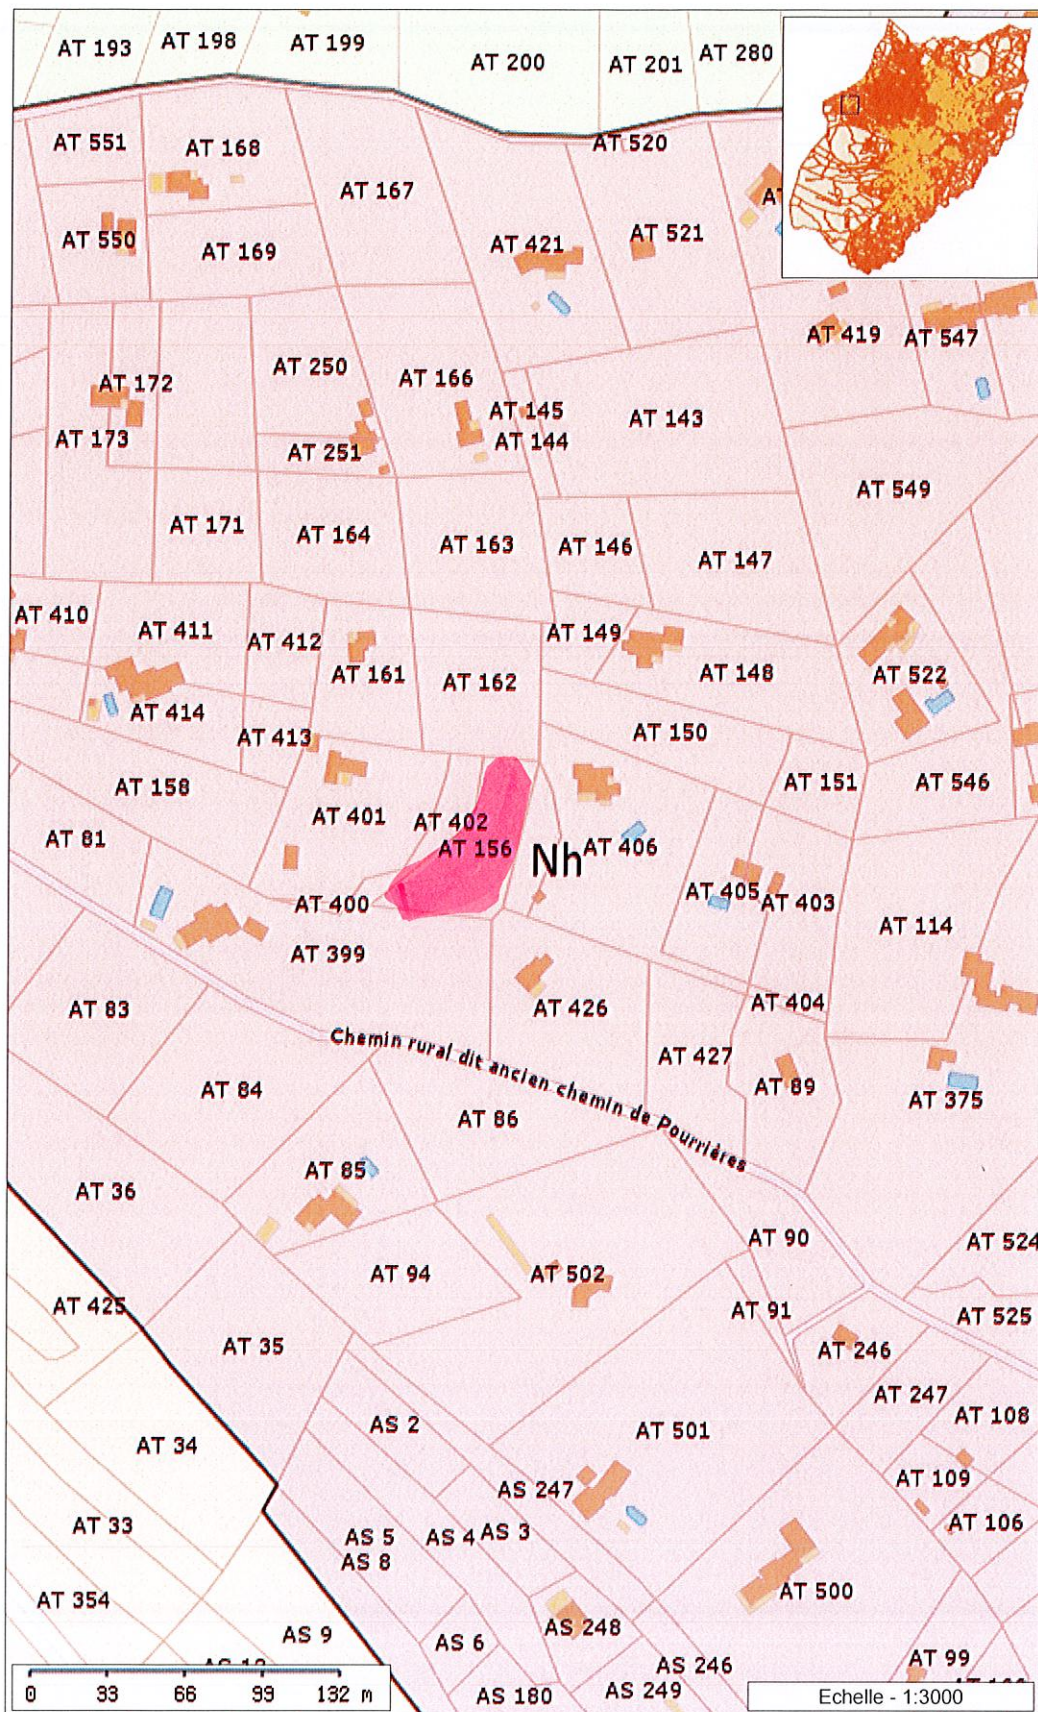 AT 193
AT 198
AT 199
AT 200
AT 201
AT 280
AT 551
AT 168
AT 167
AT 520
AT 550
AT 169
AT 421
AT 521
AT 419
AT 547
AT 172
AT 250
AT 166
AT 145
AT 143
AT 173
AT 251
AT 144
AT 549
AT 171
AT 164
AT 163
AT 146
AT 147
AT 410
AT 411
AT 412
AT 149
AT 161
AT 162
AT 148
AT 522
AT 414
AT 413
AT 150
AT 158
AT 151
AT 546
AT 401
AT 402
AT 81
AT 156
Nh
AT 406
AT 405
AT 403
AT 400
AT 114
AT 399
AT 83
AT 426
AT 404
Chemin rural dit ancien chemin de Pourrières
AT 427
AT 84
AT 86
AT 89
AT 375
AT 85
AT 36
AT 90
AT 524
AT 94
AT 502
AT 425
AT 91
AT 525
AT 35
AT 246
AT 247
AS 2
AT 108
AT 34
AT 501
AS 247
AT 109
AT 33
AS 5
AS 4
AS 3
AT 106
AS 8
AT 354
AT 500
AS 9
AS 6
AS 248
AS 246
AT 99
AS 180
AS 249
0 33 66 99 132 m
Echelle - 1:3000